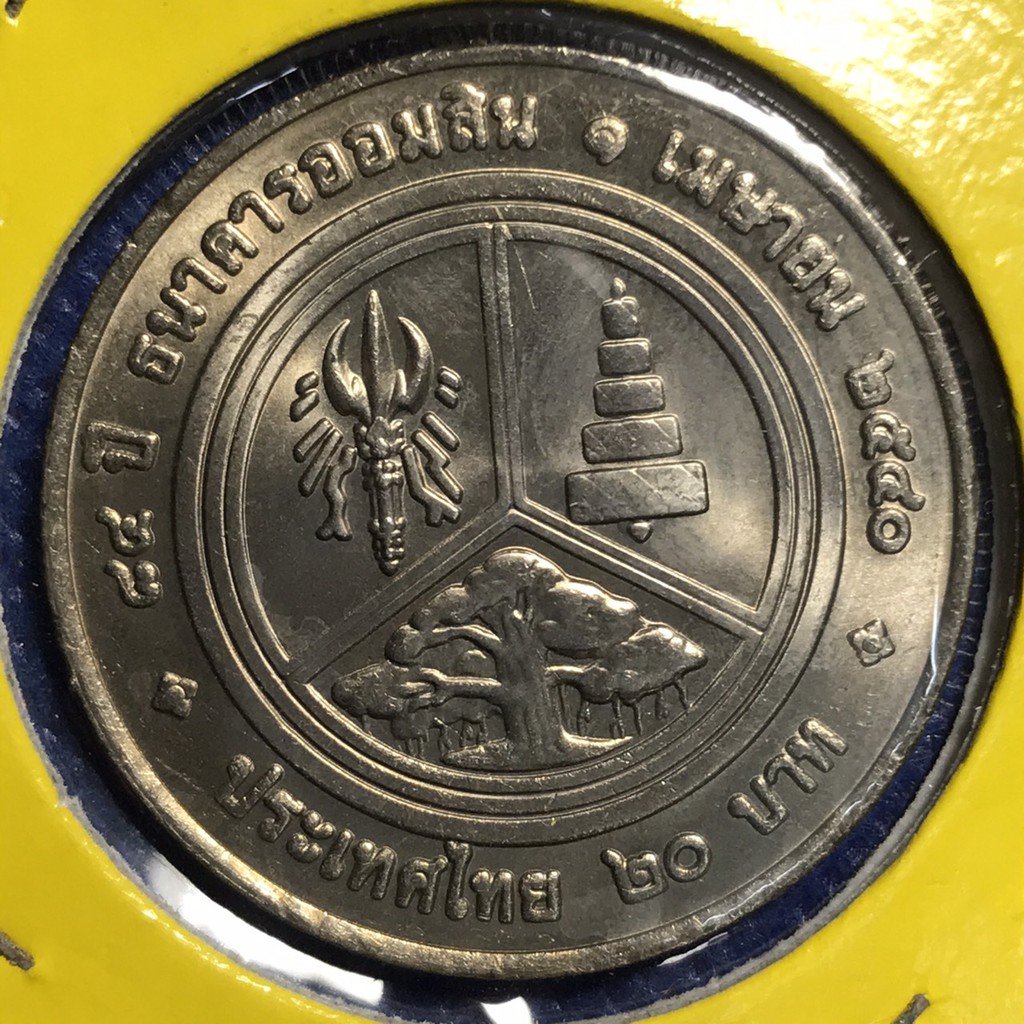 ๘๔ ปี ธนาคารออมสิน ๑ เมษายน ๒๕๔๐
ประเทศไทย ๒๐ บาท